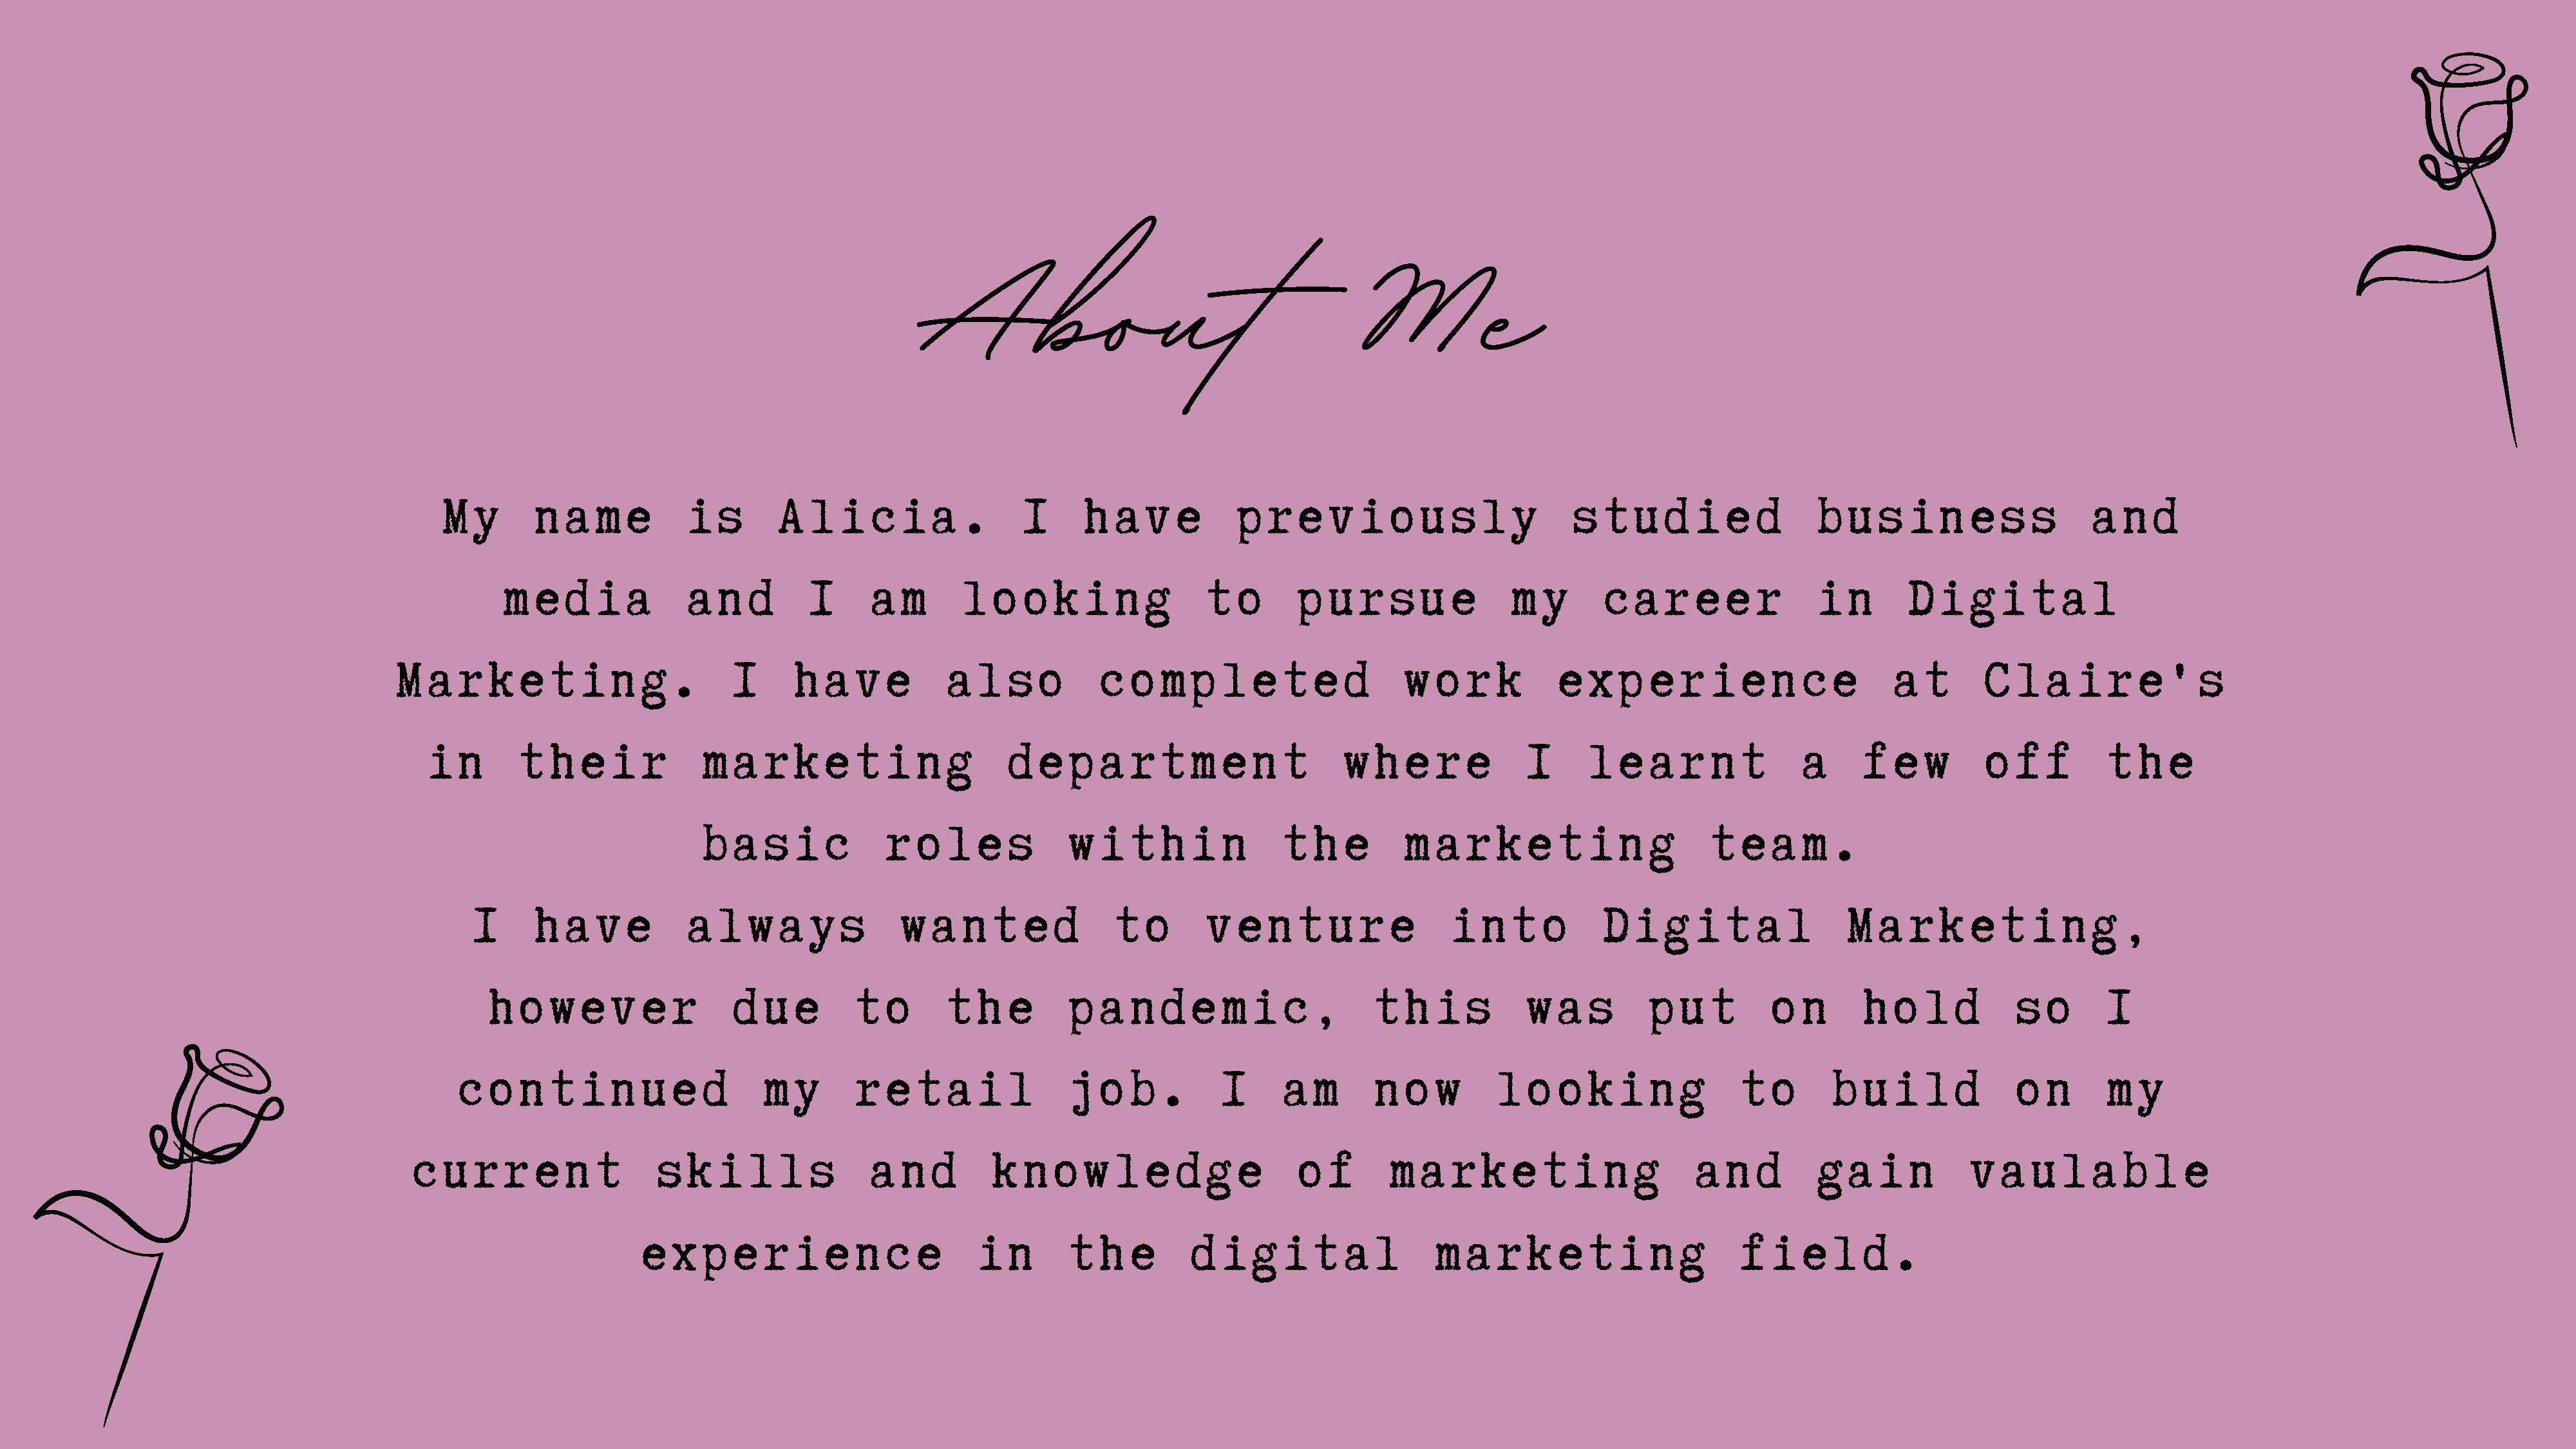 About Me
My name is Alicia. I have previously studied business and
media and I am looking to pursue my career in Digital
Marketing. I have also completed work experience at Claire's
in their marketing department where I learnt a few off the
basic roles within the marketing team.
I have always wanted to venture into Digital Marketing,
however due to the pandemic, this was put on hold so I
continued my retail job. I am now looking to build on my
current skills and knowledge of marketing and gain vaulable
experience in the digital marketing field.